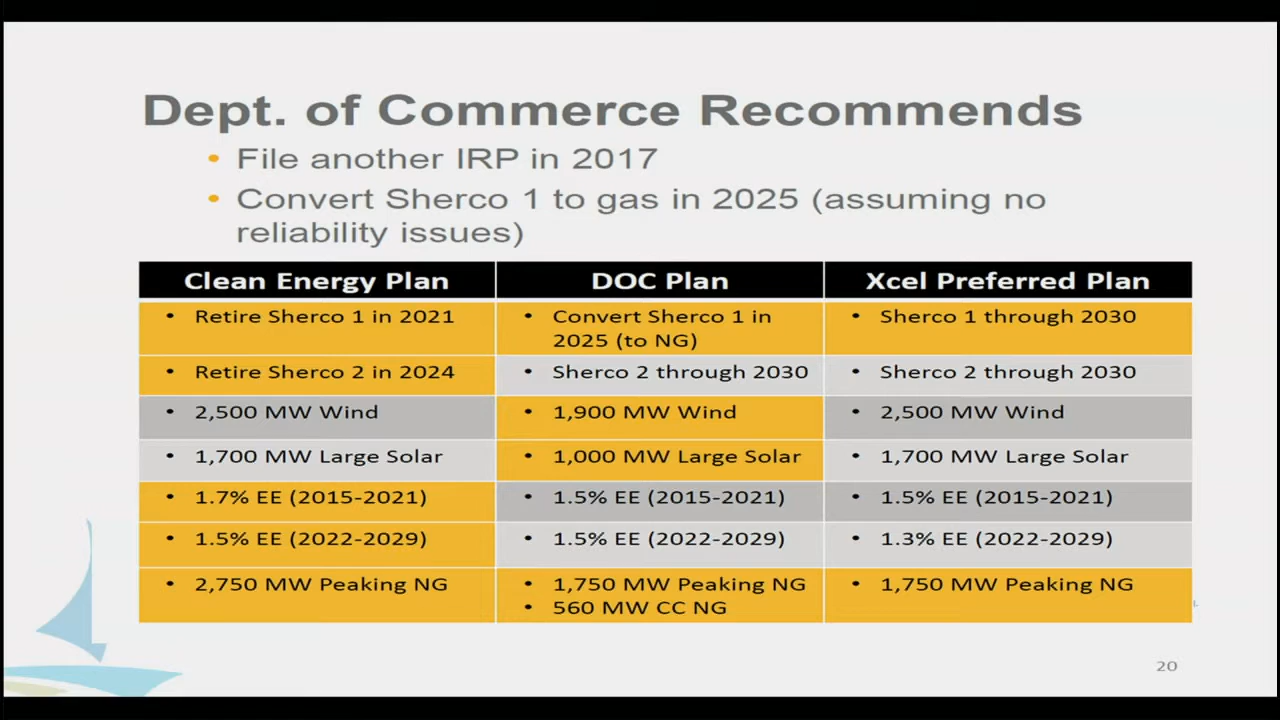 Dept. of Commerce Recommends
• File another IRP in 2017
• Convert Sherco 1 to gas in 2025 (assuming no
reliability issues)
Clean Energy Plan DOC Plan Xcel Preferred Plan
• Retire Sherco 1 in 2021 • Convert Sherco 1 in • Sherco 1 through 2030
2025 (to NG)
• Retire Sherco 2 in 2024 • Sherco 2 through 2030 • Sherco 2 through 2030
• 2,500 MW Wind • 1,900 MW Wind • 2,500 MW Wind
• 1,700 MW Large Solar • 1,000 MW Large Solar • 1,700 MW Large Solar
• 1.7% EE (2015-2021) • 1.5% EE (2015-2021) • 1.5% EE (2015-2021)
• 1.5% EE (2022-2029) • 1.5% EE (2022-2029) • 1.3% EE (2022-2029)
• 2,750 MW Peaking NG • 1,750 MW Peaking NG • 1,750 MW Peaking NG
• 560 MW CC NG
20